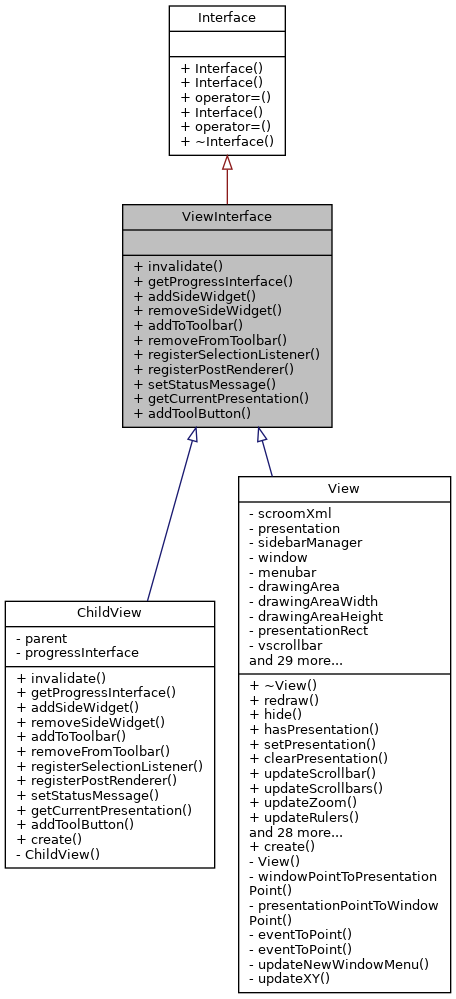 Interface
+ Interface()
+ Interface()
+ operator=()
+ Interface()
+ operator=()
+ ~Interface()
ViewInterface
+ invalidate()
+ getProgressInterface()
+ addSideWidget()
+ removeSideWidget()
+ addToToolbar()
+ removeFromToolbar()
+ registerSelectionListener()
+ registerPostRenderer()
+ setStatusMessage()
+ getCurrentPresentation()
+ addToolButton()
ChildView
- parent
- progressInterface
+ invalidate()
+ getProgressInterface()
+ addSideWidget()
+ removeSideWidget()
+ addToToolbar()
+ removeFromToolbar()
+ registerSelectionListener()
+ registerPostRenderer()
+ setStatusMessage()
+ getCurrentPresentation()
+ addToolButton()
+ create()
- ChildView()
View
- scroomXml
- presentation
- sidebarManager
- window
- menubar
- drawingArea
- drawingAreaWidth
- drawingAreaHeight
- presentationRect
- vscrollbar
and 29 more...
+ ~View()
+ redraw()
+ hide()
+ hasPresentation()
+ setPresentation()
+ clearPresentation()
+ updateScrollbar()
+ updateScrollbars()
+ updateZoom()
+ updateRulers()
and 28 more...
+ create()
- View()
- windowPointToPresentation
Point()
- presentationPointToWindow
Point()
- eventToPoint()
- eventToPoint()
- updateNewWindowMenu()
- updateXY()